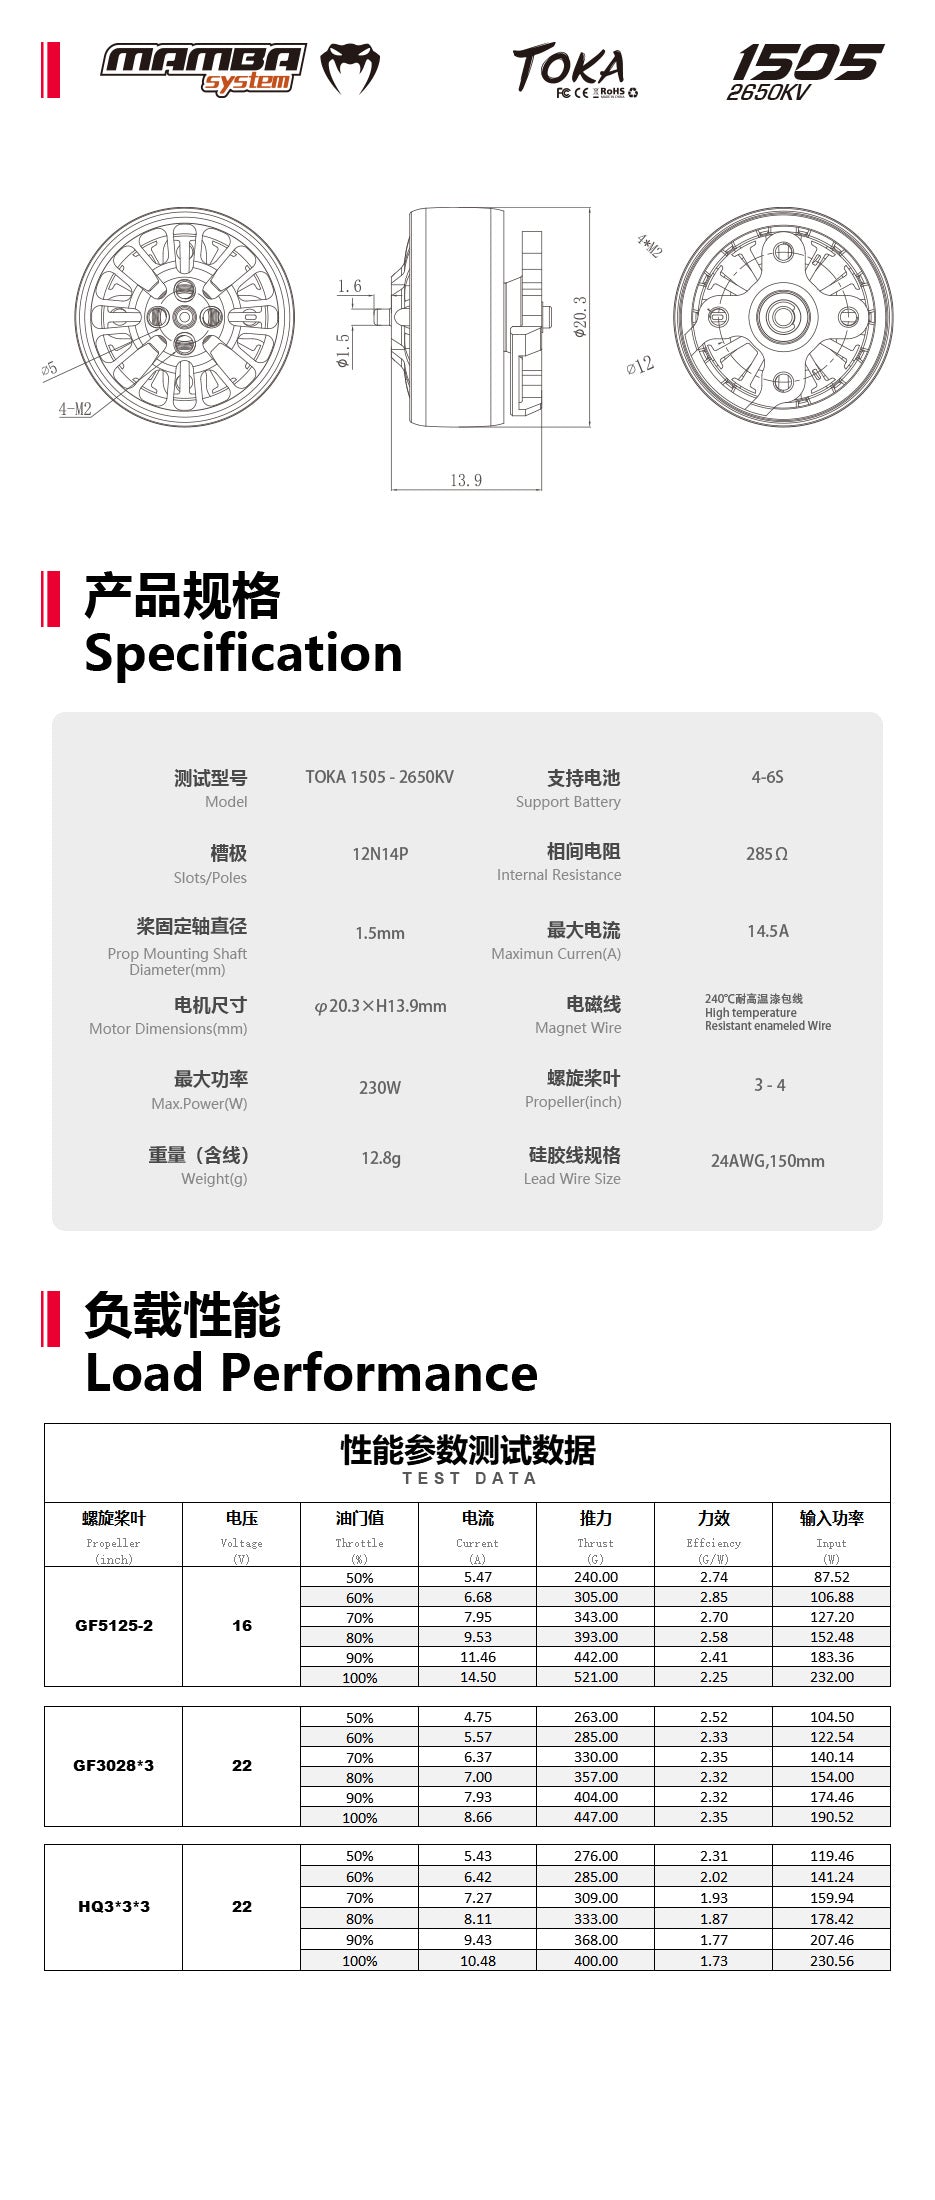 MAMBA
system
TOKA
FC CE RoHS
1505
2650KV
4*M2
1.6
⌀20.3
ø1.5
⌀5
⌀12
4-M2
13.9
产品规格
Specification
测试型号 TOKA 1505 - 2650KV 支持电池 4-6S
Model Support Battery
槽极 12N14P 相间电阻 285Ω
Slots/Poles Internal Resistance
桨固定轴直径 1.5mm 最大电流 14.5A
Prop Mounting Shaft Maximun Curren(A)
Diameter(mm)
电机尺寸 φ20.3×H13.9mm 电磁线 240℃耐高温漆包线
Motor Dimensions(mm) Magnet Wire High temperature
Resistant enameled Wire
最大功率 230W 螺旋桨叶 3 - 4
Max.Power(W) Propeller(inch)
重量（含线） 12.8g 硅胶线规格 24AWG,150mm
Weight(g) Lead Wire Size
负载性能
Load Performance
性能参数测试数据
TEST DATA
螺旋桨叶 电压 油门值 电流 推力 力效 输入功率
Propeller Voltage Throttle Current Thrust Effciency Input
(inch) (V) (%) (A) (G) (G/W) (W)
GF5125-2 16
50% 5.47 240.00 2.74 87.52
60% 6.68 305.00 2.85 106.88
70% 7.95 343.00 2.70 127.20
80% 9.53 393.00 2.58 152.48
90% 11.46 442.00 2.41 183.36
100% 14.50 521.00 2.25 232.00
GF3028*3 22
50% 4.75 263.00 2.52 104.50
60% 5.57 285.00 2.33 122.54
70% 6.37 330.00 2.35 140.14
80% 7.00 357.00 2.32 154.00
90% 7.93 404.00 2.32 174.46
100% 8.66 447.00 2.35 190.52
HQ3*3*3 22
50% 5.43 276.00 2.31 119.46
60% 6.42 285.00 2.02 141.24
70% 7.27 309.00 1.93 159.94
80% 8.11 333.00 1.87 178.42
90% 9.43 368.00 1.77 207.46
100% 10.48 400.00 1.73 230.56